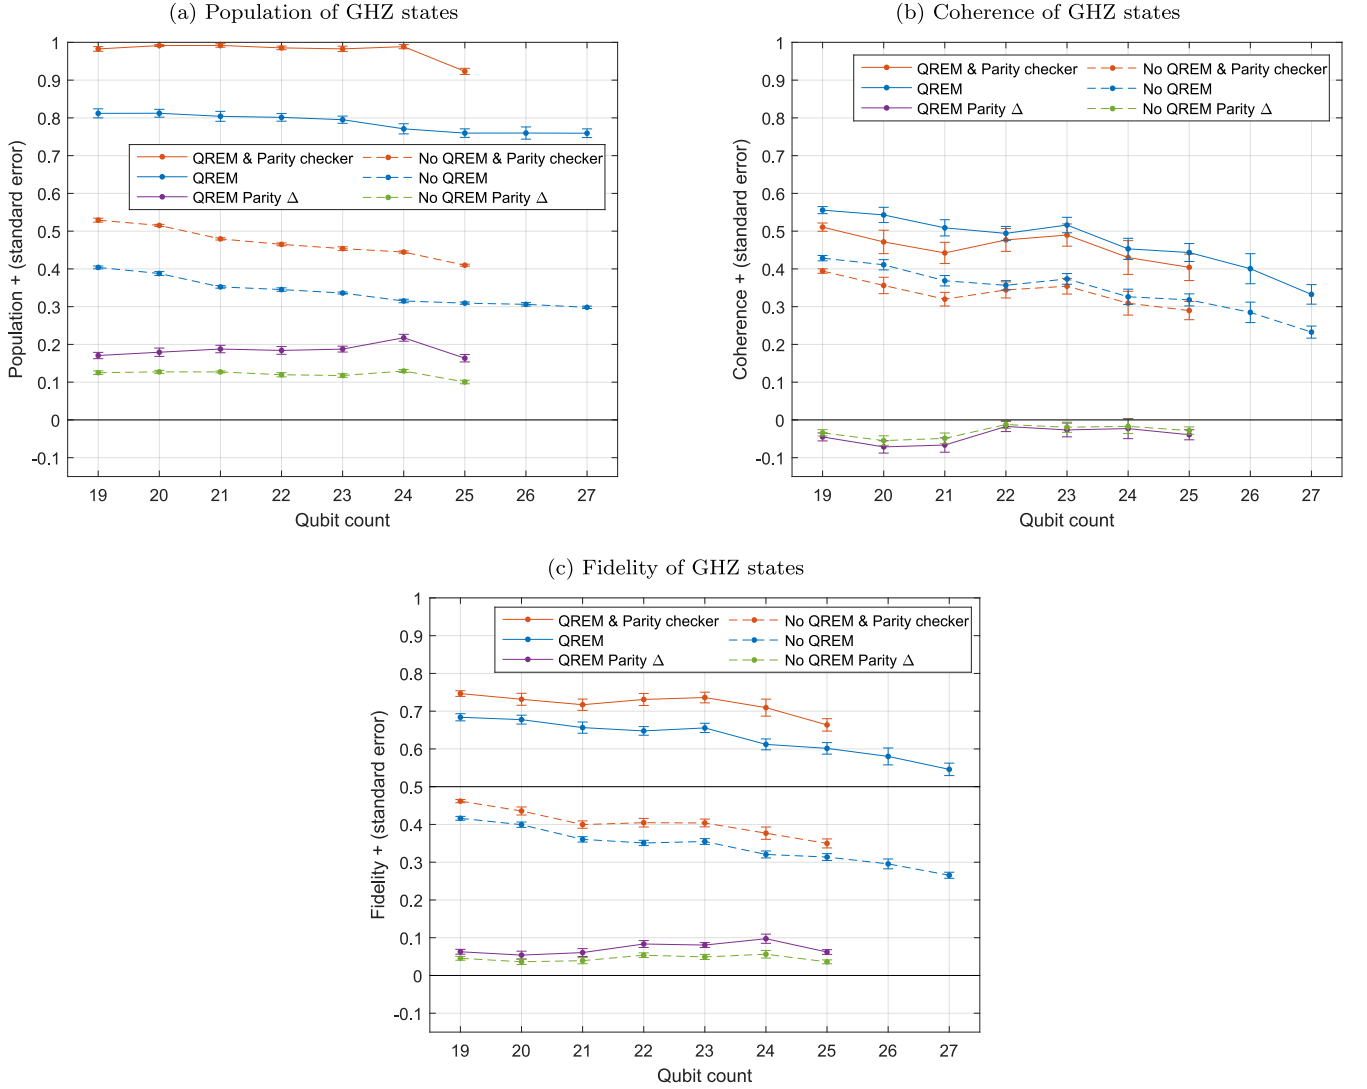 (a) Population of GHZ states
1
0.9
0.8
0.7
0.6
0.5
0.4
0.3
0.2
0.1
0
-0.1
Population + (standard error)
QREM & Parity checker
No QREM & Parity checker
QREM
No QREM
QREM Parity Δ
No QREM Parity Δ
19 20 21 22 23 24 25 26 27
Qubit count
(b) Coherence of GHZ states
1
0.9
0.8
0.7
0.6
0.5
0.4
0.3
0.2
0.1
0
-0.1
Coherence + (standard error)
QREM & Parity checker
No QREM & Parity checker
QREM
No QREM
QREM Parity Δ
No QREM Parity Δ
19 20 21 22 23 24 25 26 27
Qubit count
(c) Fidelity of GHZ states
1
0.9
0.8
0.7
0.6
0.5
0.4
0.3
0.2
0.1
0
-0.1
Fidelity + (standard error)
QREM & Parity checker
No QREM & Parity checker
QREM
No QREM
QREM Parity Δ
No QREM Parity Δ
19 20 21 22 23 24 25 26 27
Qubit count